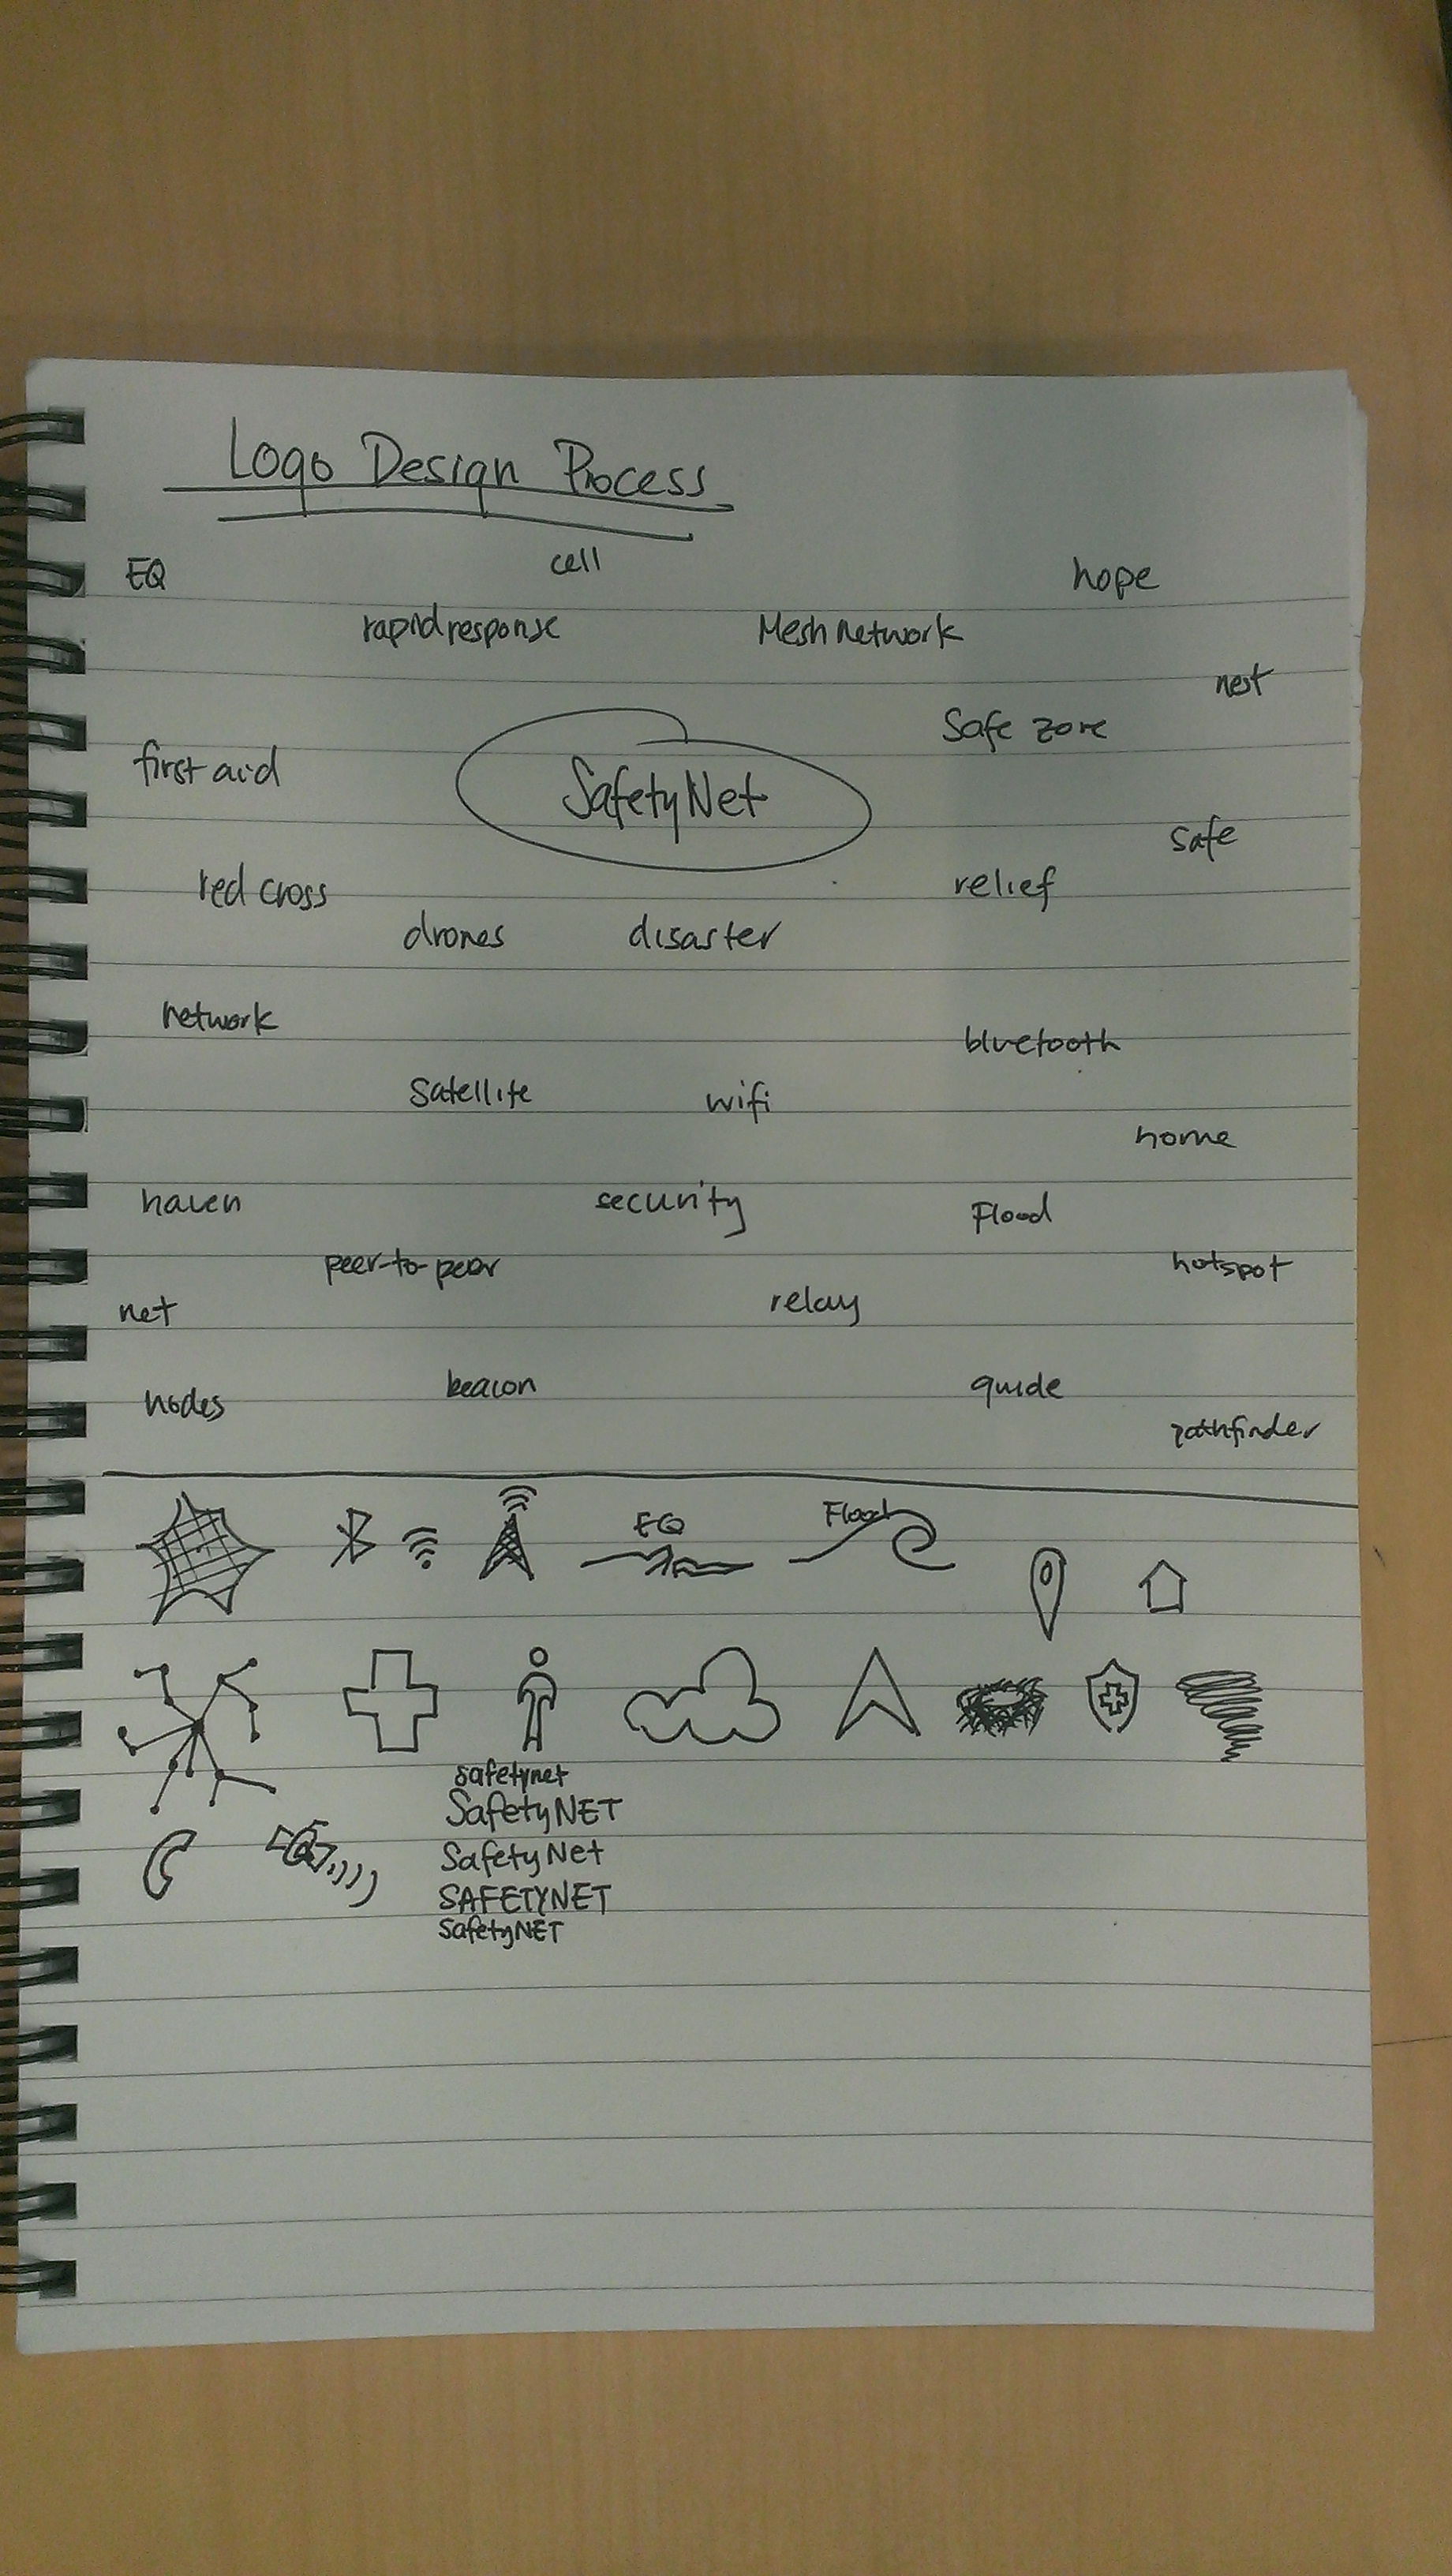 Logo Design Process
EQ
cell
hope
rapid response
Mesh network
nest
Safe zone
first aid
SafetyNet
safe
red cross
relief
drones
disaster
network
bluetooth
Satellite
wifi
home
haven
security
Flood
peer-to-peer
hotspot
net
relay
nodes
beacon
guide
pathfinder
EQ
Flood
safetynet
SafetyNET
SafetyNet
SAFETYNET
safetyNET